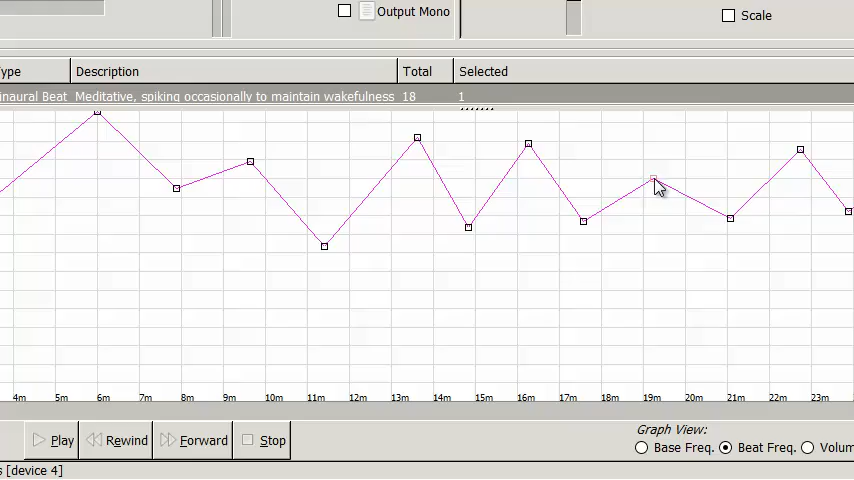 Output Mono
Scale
ype Description Total Selected
inaural Beat Meditative, spiking occasionally to maintain wakefulness 18 1
4m 5m 7m 8m 9m 10m 11m 12m 13m 14m 15m 16m 17m 18m 19m 20m 21m 22m 23m
Graph View:
Play Rewind Forward Stop
Base Freq. Beat Freq. Volum
s [device 4]